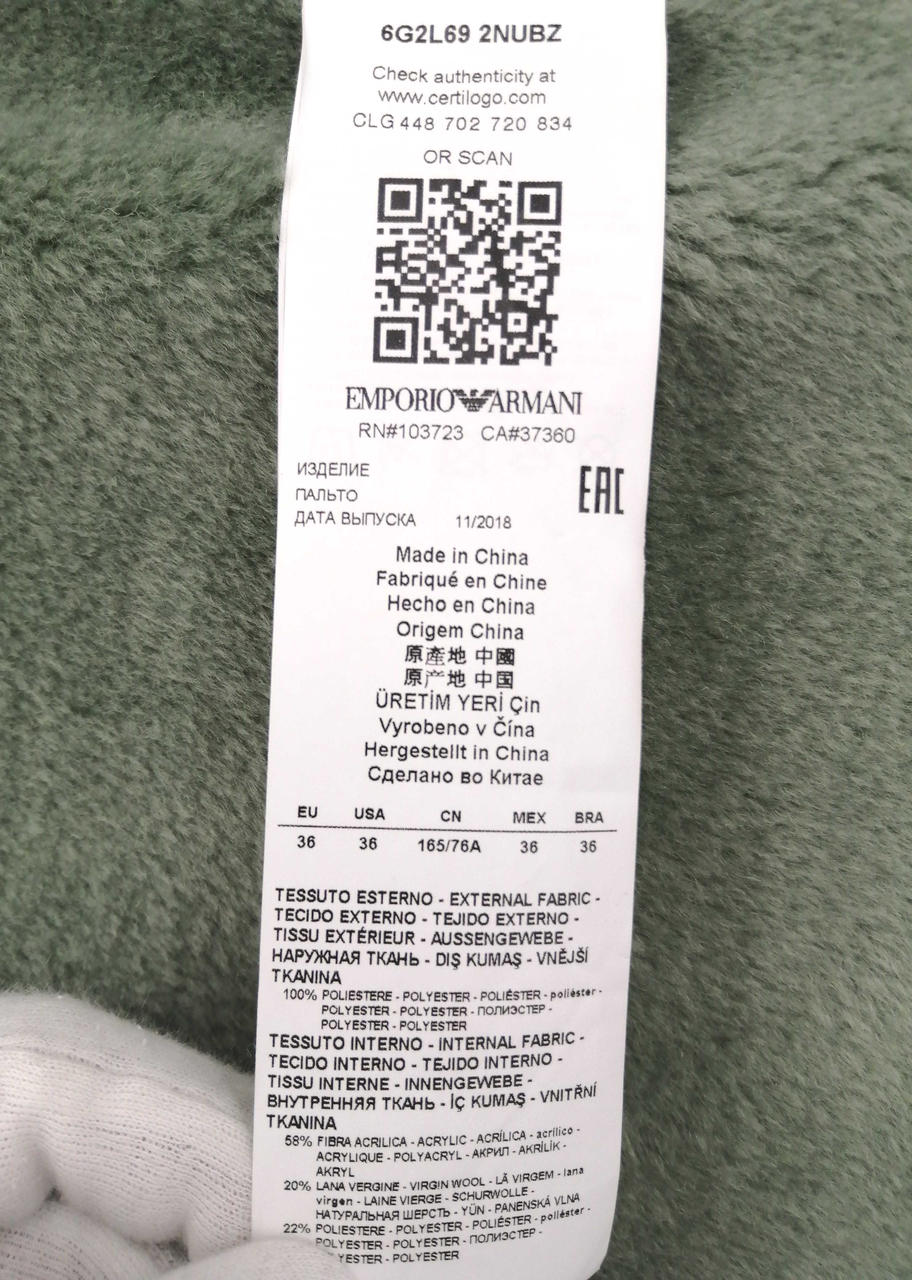 6G2L69 2NUBZ
Check authenticity at
www.certilogo.com
CLG 448 702 720 834
OR SCAN
EMPORIO ARMANI
RN#103723 CA#37360
ИЗДЕЛИЕ
EAC
ПАЛЬТО
ДАТА ВЫПУСКА 11/2018
Made in China
Fabriqué en Chine
Hecho en China
Origem China
原產地 中國
原产地 中国
ÜRETİM YERİ Çin
Vyrobeno v Čína
Hergestellt in China
Сделано во Китае
EU USA CN MEX BRA
36 36 165/76A 36 36
TESSUTO ESTERNO - EXTERNAL FABRIC -
TECIDO EXTERNO - TEJIDO EXTERNO -
TISSU EXTÉRIEUR - AUSSENGEWEBE -
НАРУЖНАЯ ТКАНЬ - DIŞ KUMAŞ - VNĚJŠÍ
TKANINA
100% POLIESTERE - POLYESTER - POLIÉSTER - poliéster -
POLYESTER - POLYESTER - ПОЛИЭСТЕР -
POLYESTER - POLYESTER
TESSUTO INTERNO - INTERNAL FABRIC -
TECIDO INTERNO - TEJIDO INTERNO -
TISSU INTERNE - INNENGEWEBE -
ВНУТРЕННЯЯ ТКАНЬ - İÇ KUMAŞ - VNITŘNÍ
TKANINA
58% FIBRA ACRILICA - ACRYLIC - ACRÍLICA - acrílico -
ACRYLIQUE - POLYACRYL - АКРИЛ - AKRİLİK -
AKRYL
20% LANA VERGINE - VIRGIN WOOL - LÃ VIRGEM - lana
virgen - LAINE VIERGE - SCHURWOLLE -
НАТУРАЛЬНАЯ ШЕРСТЬ - YÜN - PANENSKÁ VLNA
22% POLIESTERE - POLYESTER - POLIÉSTER - poliéster -
POLYESTER - POLYESTER - ПОЛИЭСТЕР -
YESTER - POLYESTER